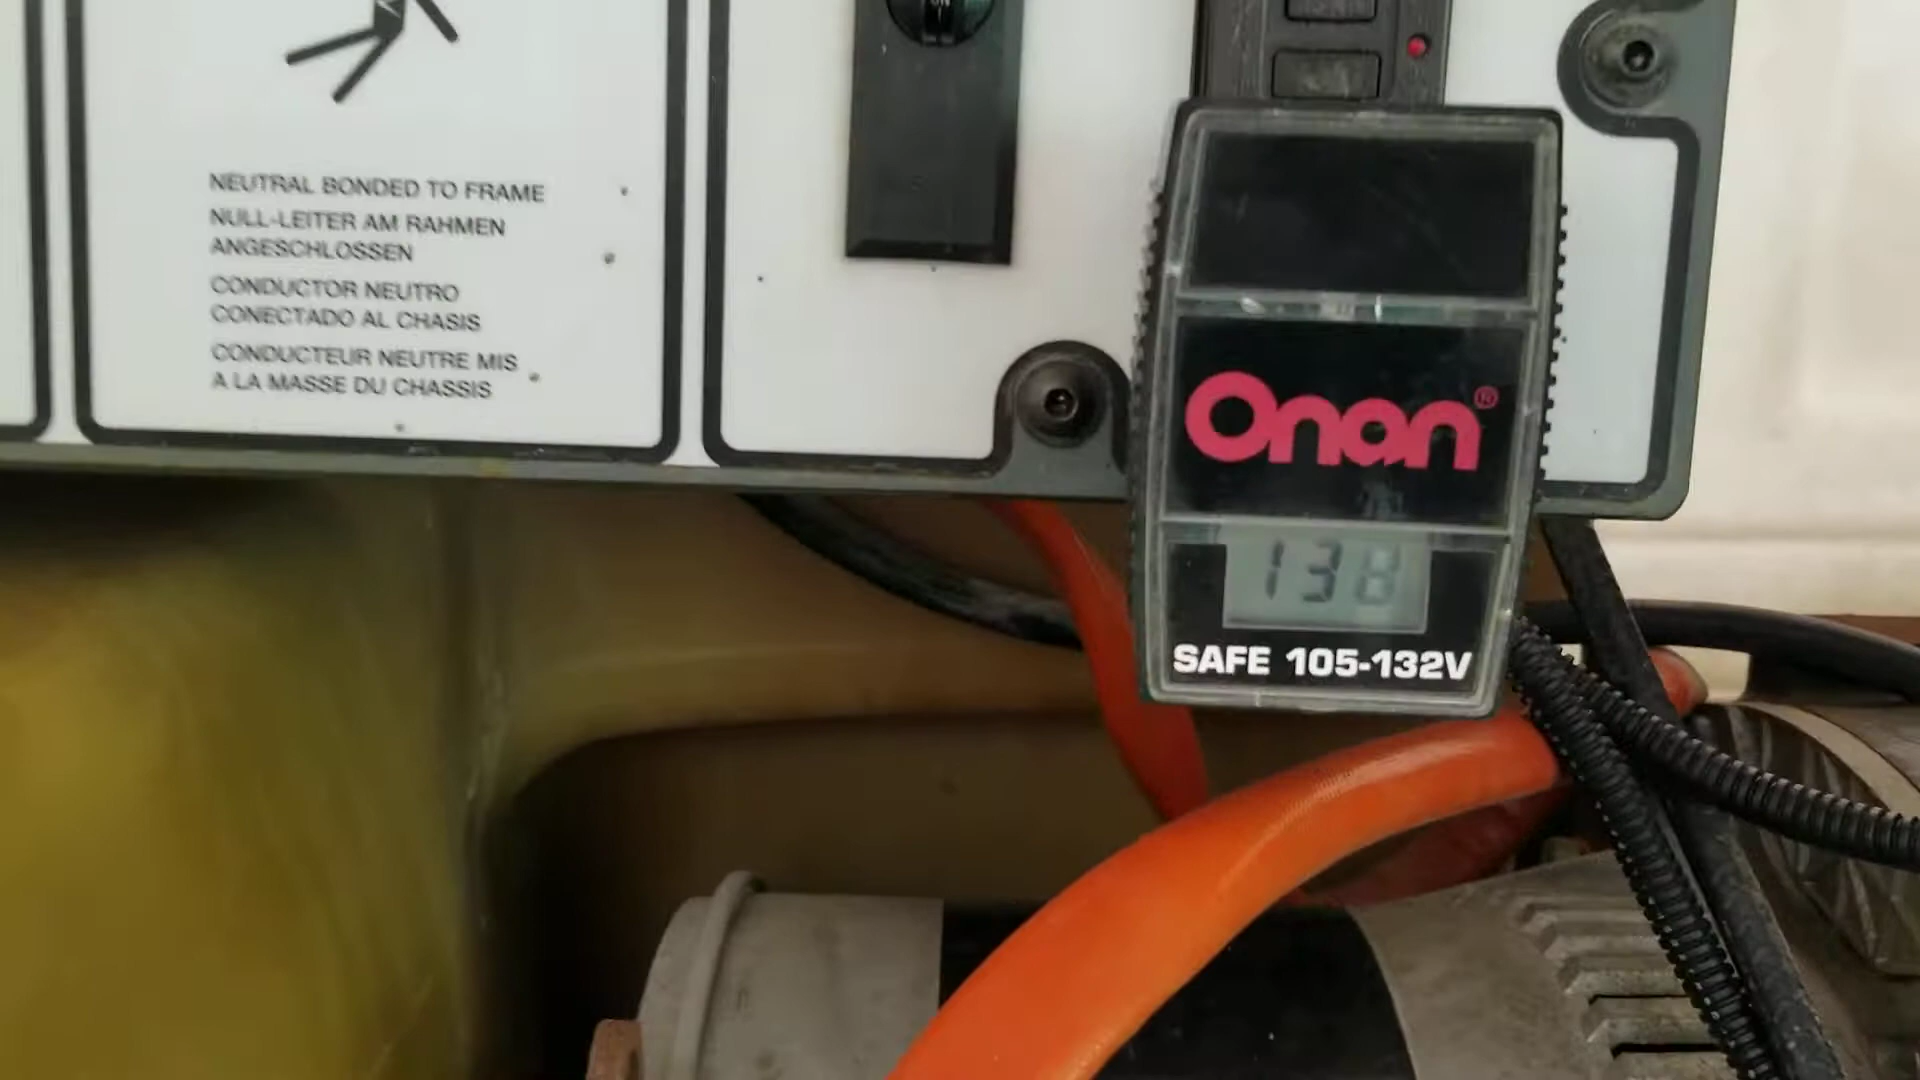 NEUTRAL BONDED TO FRAME
NULL-LEITER AM RAHMEN
ANGESCHLOSSEN
CONDUCTOR NEUTRO
CONECTADO AL CHASIS
CONDUCTEUR NEUTRE MIS
A LA MASSE DU CHASSIS
Onan®
138
SAFE 105-132V